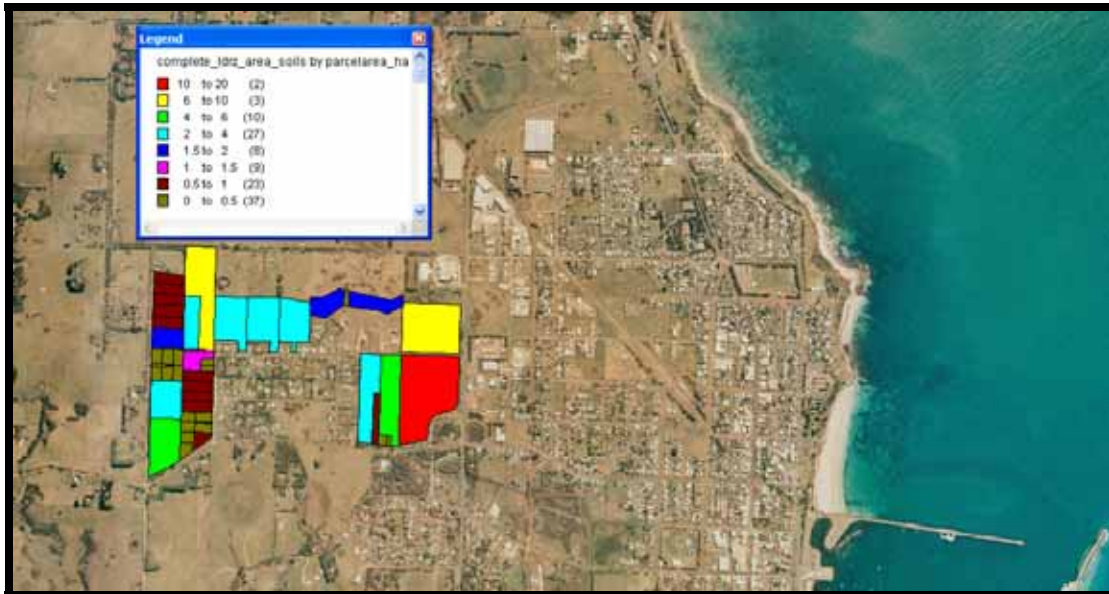 Legend
complete_ldrz_area_soils by parcelarea_ha
10 to 20 (2)
6 to 10 (3)
4 to 6 (10)
2 to 4 (27)
1.5 to 2 (8)
1 to 1.5 (9)
0.5 to 1 (23)
0 to 0.5 (37)